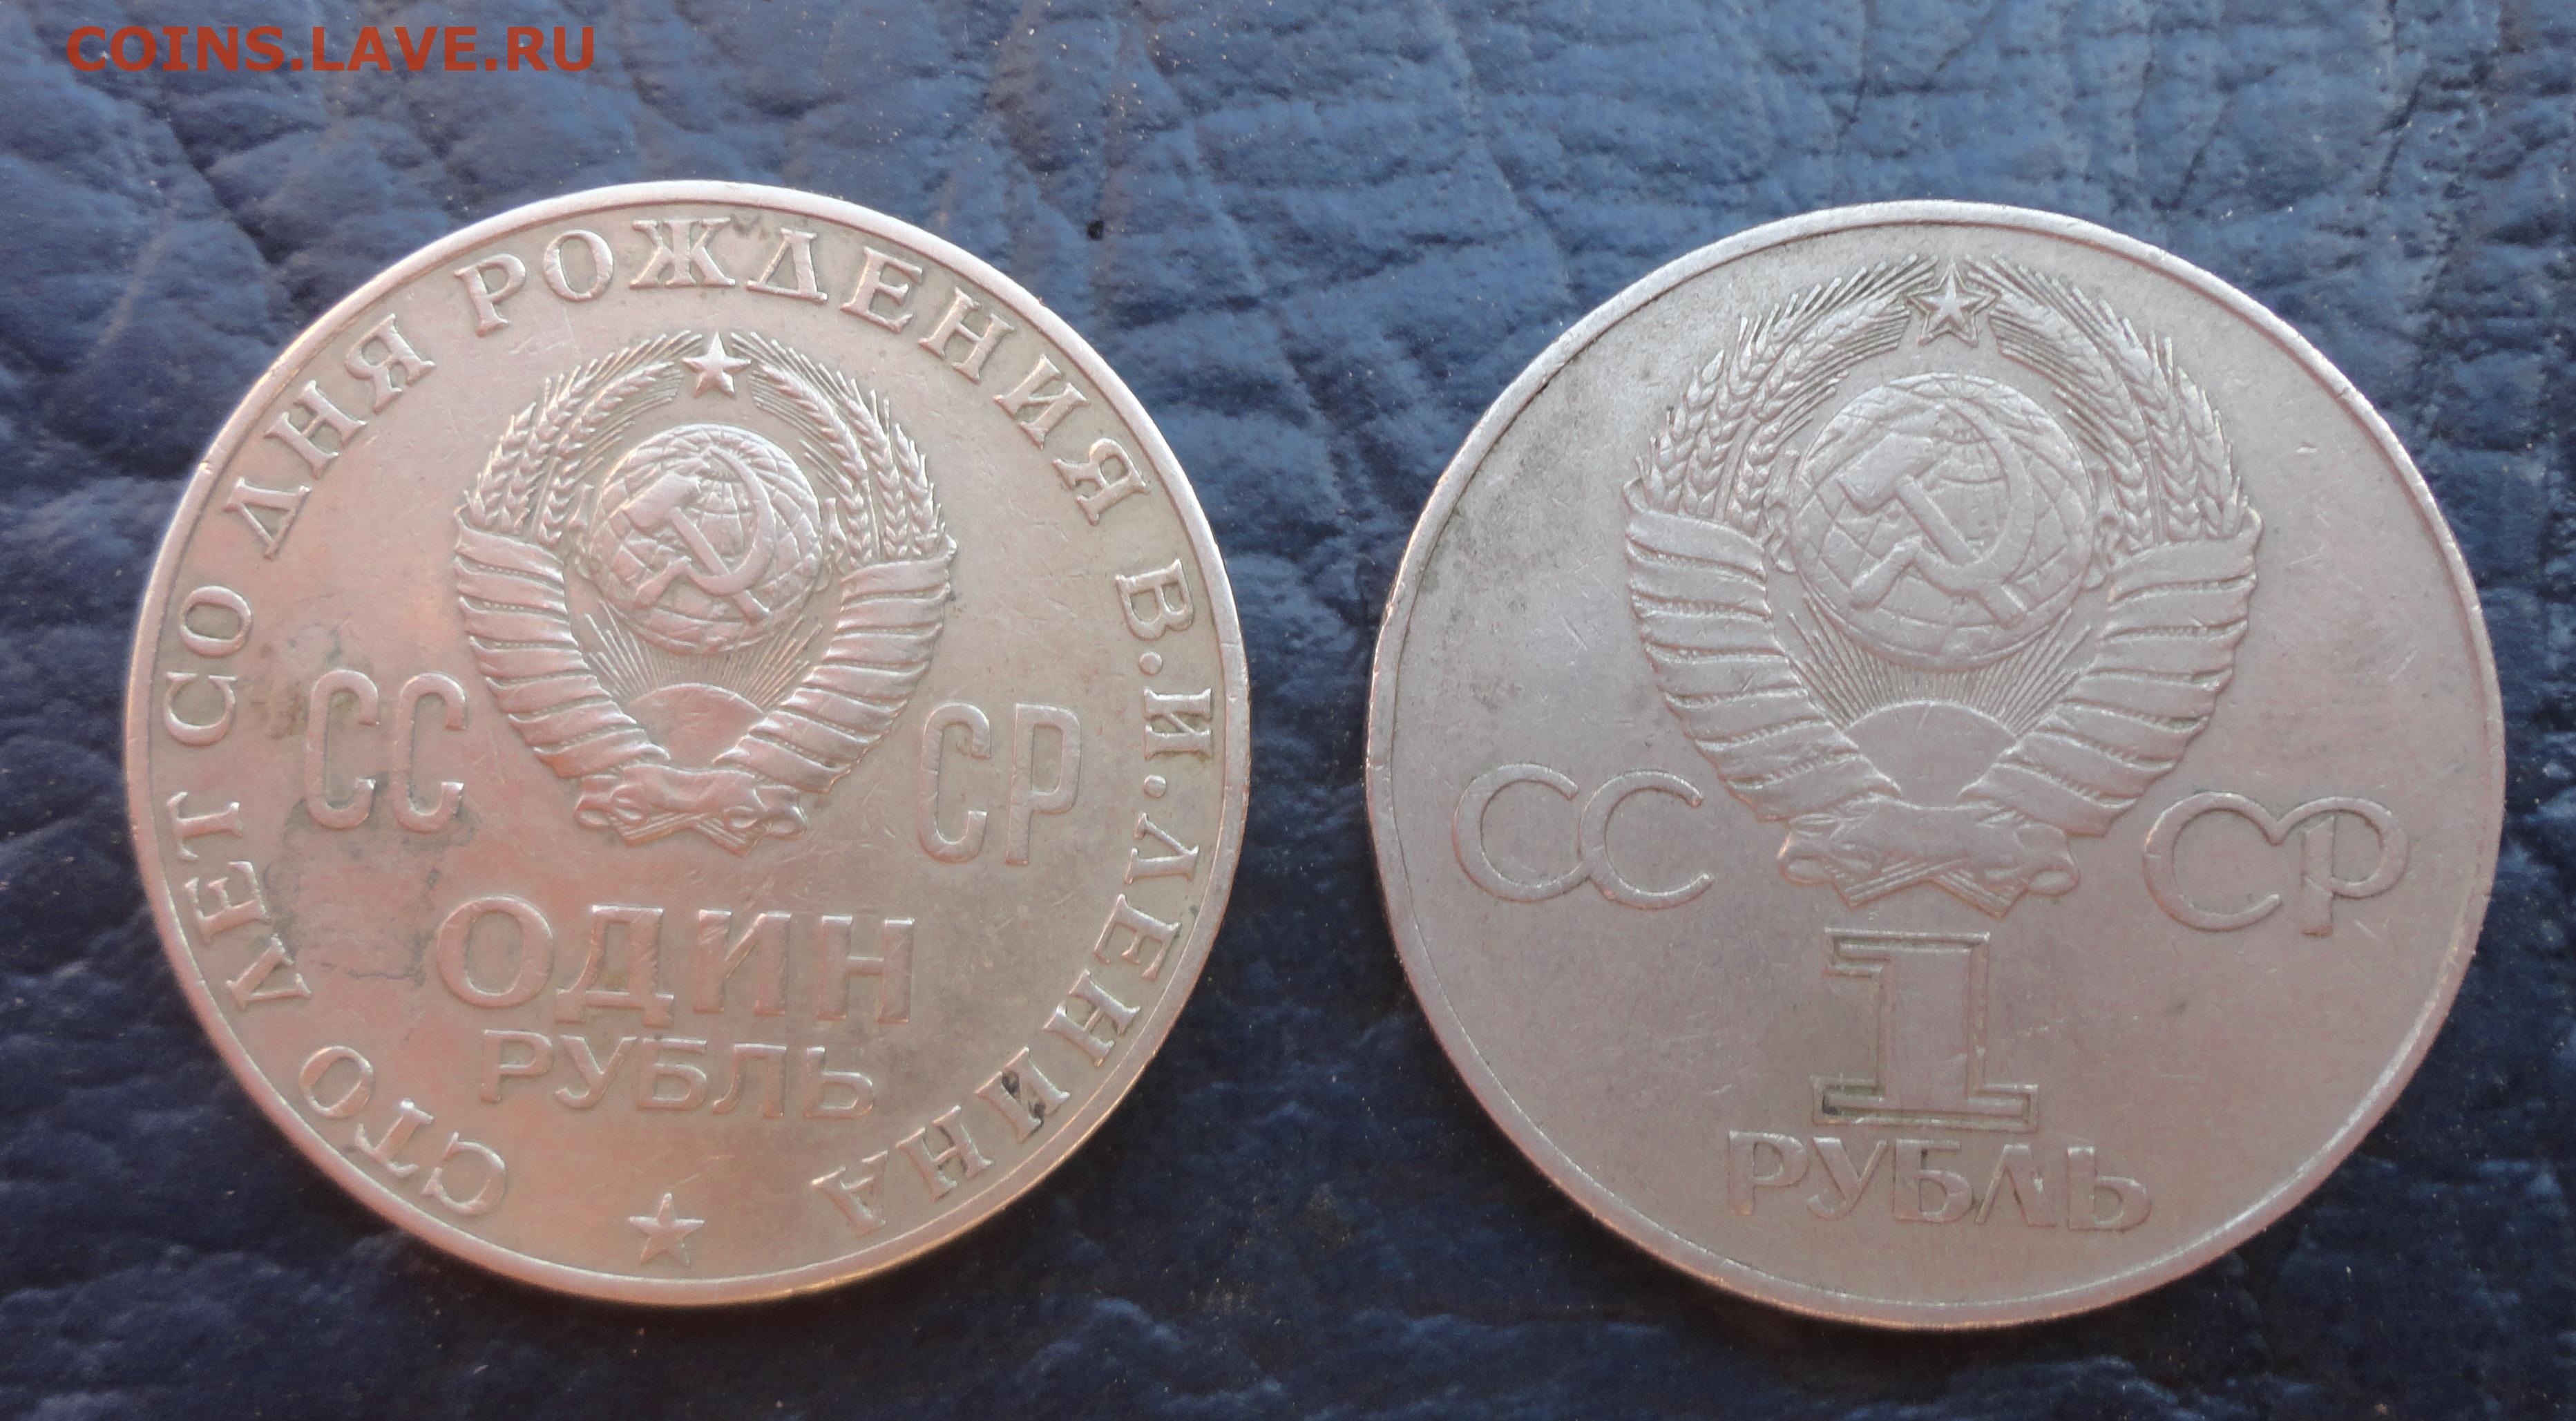 COINS.LAVE.RU
СТО ЛЕТ СО ДНЯ РОЖДЕНИЯ В.И.ЛЕНИНА
СС СР
ОДИН
РУБЛЬ
СС СР
1
РУБЛЬ